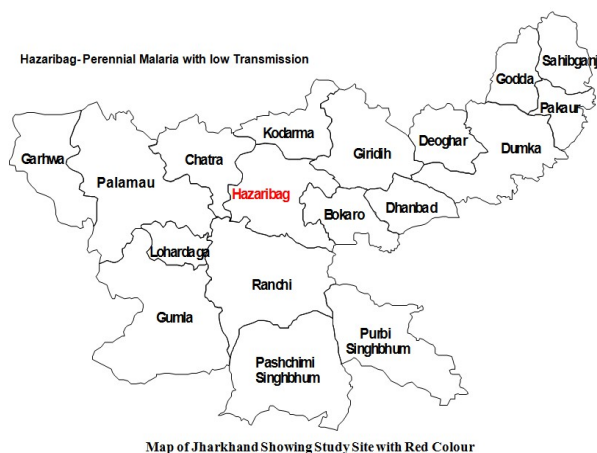 Hazaribag- Perennial Malaria with low Transmission
Sahibganj
Godda
Pakaur
Kodarma
Deoghar
Dumka
Garhwa
Chatra
Giridih
Palamau
Hazaribag
Dhanbad
Bokaro
Lohardaga
Ranchi
Gumla
Purbi
Singhbhum
Pashchimi
Singhbhum
Map of Jharkhand Showing Study Site with Red Colour